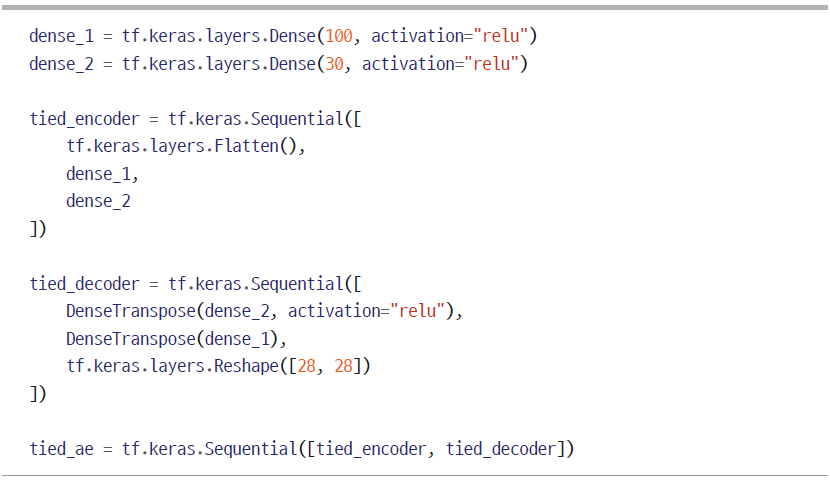 dense_1 = tf.keras.layers.Dense(100, activation="relu")
dense_2 = tf.keras.layers.Dense(30, activation="relu")

tied_encoder = tf.keras.Sequential([
    tf.keras.layers.Flatten(),
    dense_1,
    dense_2
])

tied_decoder = tf.keras.Sequential([
    DenseTranspose(dense_2, activation="relu"),
    DenseTranspose(dense_1),
    tf.keras.layers.Reshape([28, 28])
])

tied_ae = tf.keras.Sequential([tied_encoder, tied_decoder])